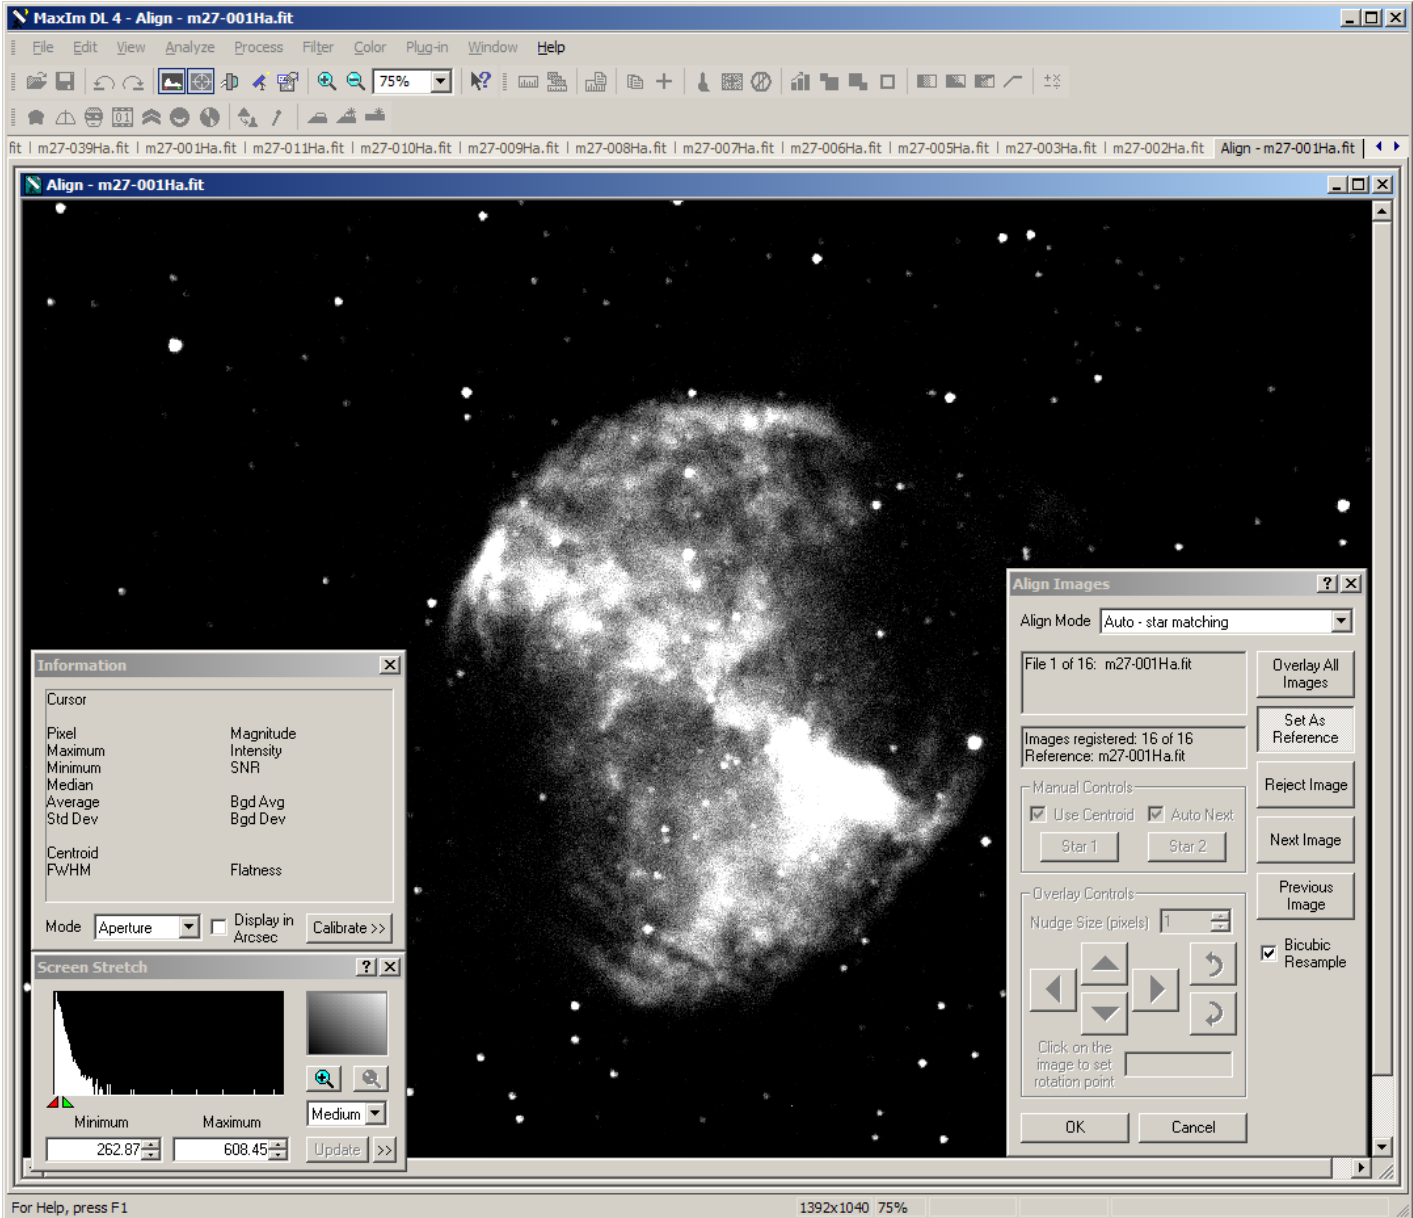 MaxIm DL 4 - Align - m27-001Ha.fit
File Edit View Analyze Process Filter Color Plug-in Window Help
75%
fit | m27-039Ha.fit | m27-001Ha.fit | m27-011Ha.fit | m27-010Ha.fit | m27-009Ha.fit | m27-008Ha.fit | m27-007Ha.fit | m27-006Ha.fit | m27-005Ha.fit | m27-003Ha.fit | m27-002Ha.fit Align - m27-001Ha.fit
Align - m27-001Ha.fit
Information
Cursor
Pixel Magnitude
Maximum Intensity
Minimum SNR
Median
Average Bgd Avg
Std Dev Bgd Dev
Centroid
FWHM Flatness
Mode Aperture Display in Arcsec Calibrate >>
Screen Stretch
Medium
Minimum Maximum
262.87 608.45 Update >>
Align Images
Align Mode Auto - star matching
File 1 of 16: m27-001Ha.fit
Overlay All
Images
Set As
Reference
Images registered: 16 of 16
Reference: m27-001Ha.fit
Reject Image
Manual Controls
Use Centroid Auto Next
Star 1 Star 2
Next Image
Previous
Image
Overlay Controls
Nudge Size (pixels) 1
Bicubic
Resample
Click on the
image to set
rotation point
OK Cancel
For Help, press F1 1392x1040 75%